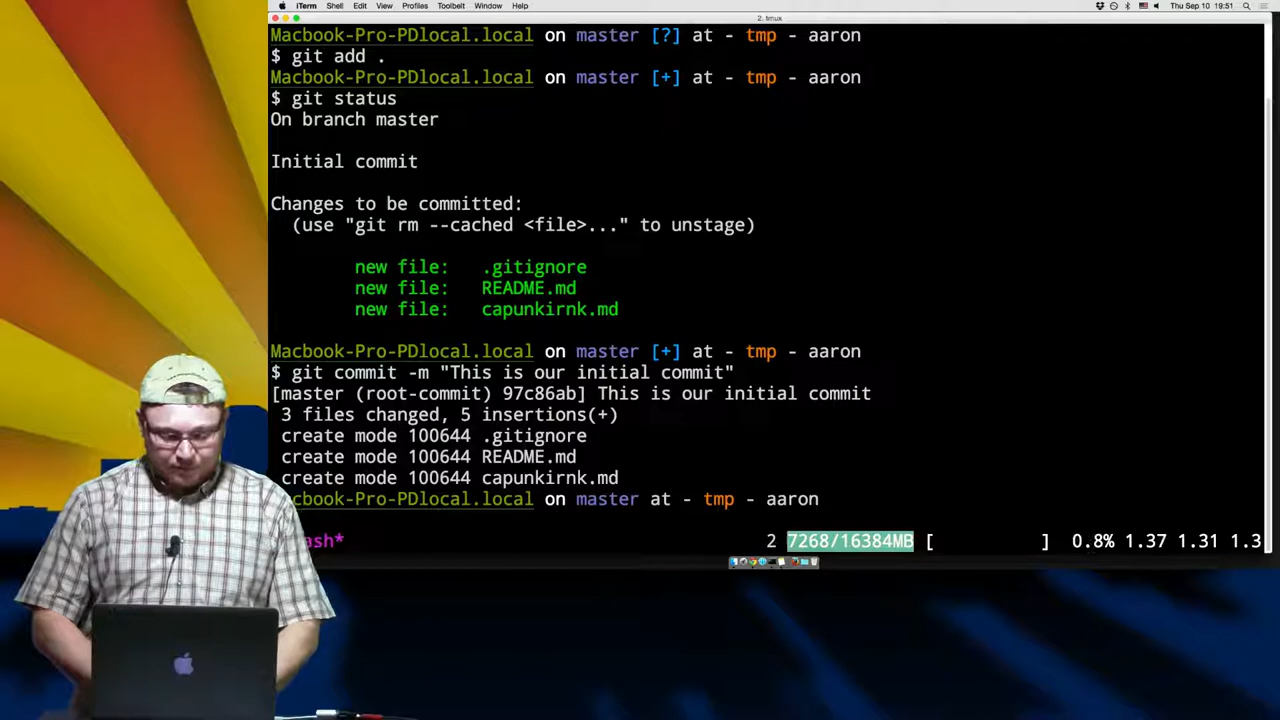 iTerm Shell Edit View Profiles Toolbelt Window Help Thu Sep 10 19:51
2. tmux
Macbook-Pro-PDlocal.local on master [?] at - tmp - aaron
$ git add .
Macbook-Pro-PDlocal.local on master [+] at - tmp - aaron
$ git status
On branch master
Initial commit
Changes to be committed:
(use "git rm --cached <file>..." to unstage)
new file: .gitignore
new file: README.md
new file: capunkirnk.md
Macbook-Pro-PDlocal.local on master [+] at - tmp - aaron
$ git commit -m "This is our initial commit"
[master (root-commit) 97c86ab] This is our initial commit
3 files changed, 5 insertions(+)
create mode 100644 .gitignore
create mode 100644 README.md
create mode 100644 capunkirnk.md
cbook-Pro-PDlocal.local on master at - tmp - aaron
ash* 2 7268/16384MB [ ] 0.8% 1.37 1.31 1.3